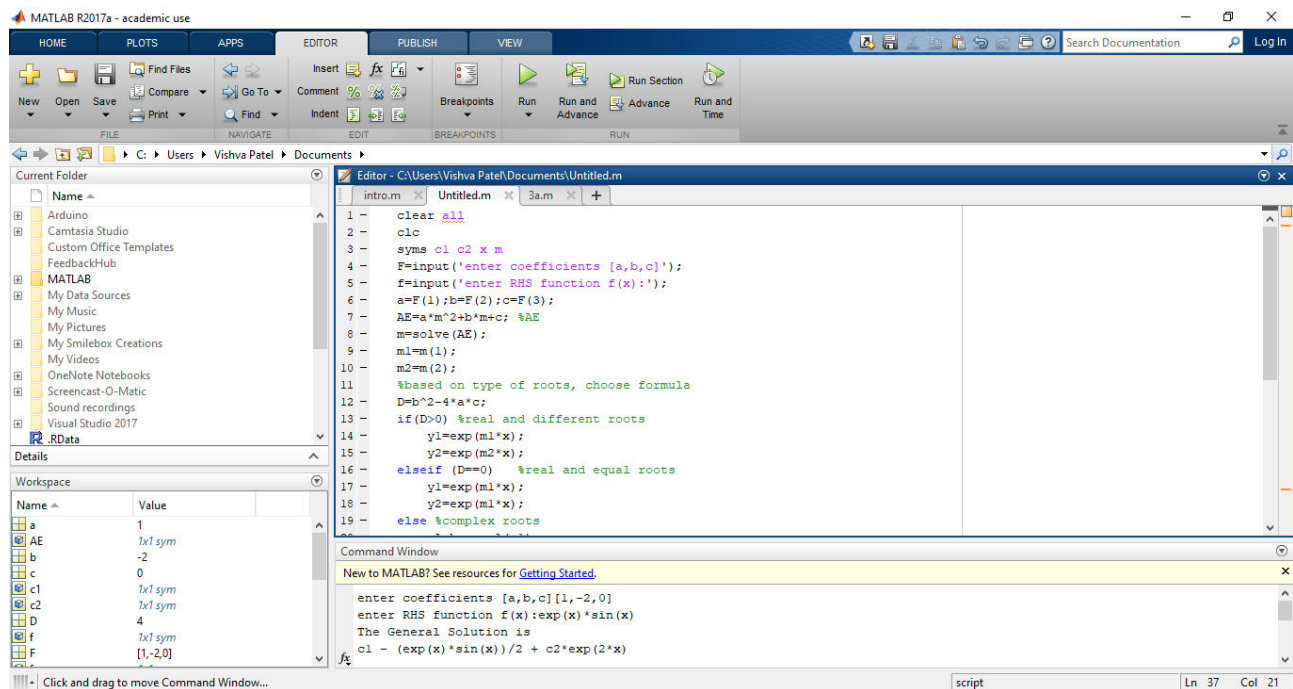 MATLAB R2017a - academic use
HOME PLOTS APPS EDITOR PUBLISH VIEW
Search Documentation Log In
New Open Save
Find Files
Compare
Print
Go To
Find
Insert fx
Comment
Indent
Breakpoints
Run
Run and Advance
Run Section
Advance
Run and Time
FILE NAVIGATE EDIT BREAKPOINTS RUN
C: Users Vishva Patel Documents
Current Folder
Name
Arduino
Camtasia Studio
Custom Office Templates
FeedbackHub
MATLAB
My Data Sources
My Music
My Pictures
My Smilebox Creations
My Videos
OneNote Notebooks
Screencast-O-Matic
Sound recordings
Visual Studio 2017
.RData
Details
Workspace
Name Value
a 1
AE 1x1 sym
b -2
c 0
c1 1x1 sym
c2 1x1 sym
D 4
f 1x1 sym
F [1,-2,0]
Editor - C:\Users\Vishva Patel\Documents\Untitled.m
intro.m Untitled.m 3a.m +
1 - clear all
2 - clc
3 - syms c1 c2 x m
4 - F=input('enter coefficients [a,b,c]');
5 - f=input('enter RHS function f(x):');
6 - a=F(1);b=F(2);c=F(3);
7 - AE=a*m^2+b*m+c; %AE
8 - m=solve(AE);
9 - m1=m(1);
10 - m2=m(2);
11 %based on type of roots, choose formula
12 - D=b^2-4*a*c;
13 - if(D>0) %real and different roots
14 - y1=exp(m1*x);
15 - y2=exp(m2*x);
16 - elseif (D==0) %real and equal roots
17 - y1=exp(m1*x);
18 - y2=exp(m1*x);
19 - else %complex roots
Command Window
New to MATLAB? See resources for Getting Started.
enter coefficients [a,b,c][1,-2,0]
enter RHS function f(x):exp(x)*sin(x)
The General Solution is
fx c1 - (exp(x)*sin(x))/2 + c2*exp(2*x)
Click and drag to move Command Window...
script Ln 37 Col 21